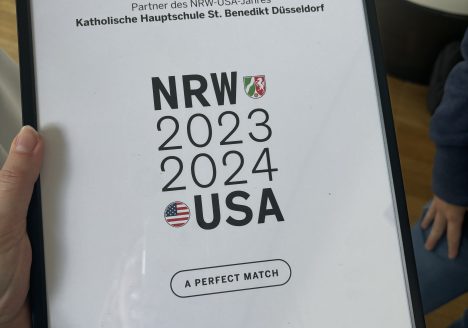 Partner des NRW-USA-Jahres
Katholische Hauptschule St. Benedikt Düsseldorf
NRW
2023
2024
USA
A PERFECT MATCH